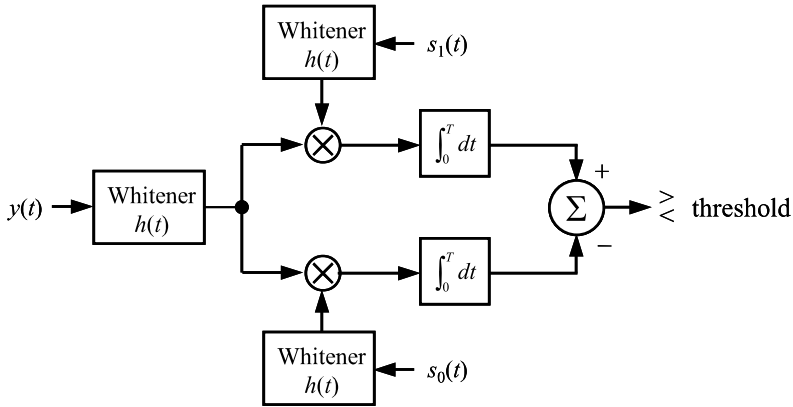 Whitener
h(t)
s₁(t)
∫₀ᵀ dt
+
y(t)
Whitener
h(t)
Σ
>
<
threshold
−
∫₀ᵀ dt
Whitener
h(t)
s₀(t)